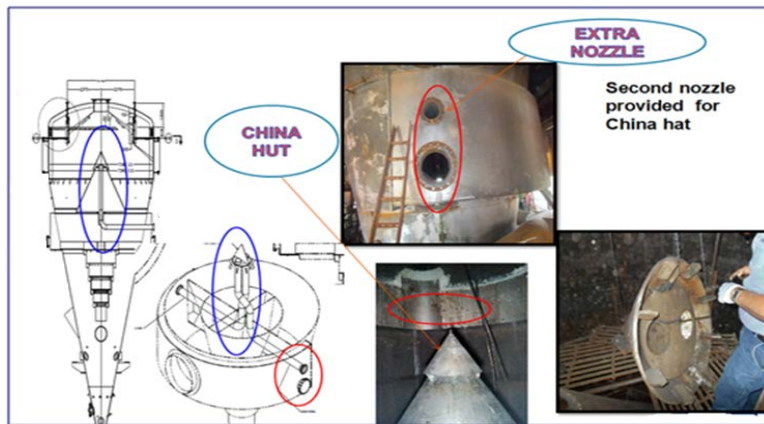 EXTRA
NOZZLE
Second nozzle
provided for
China hat
CHINA
HUT